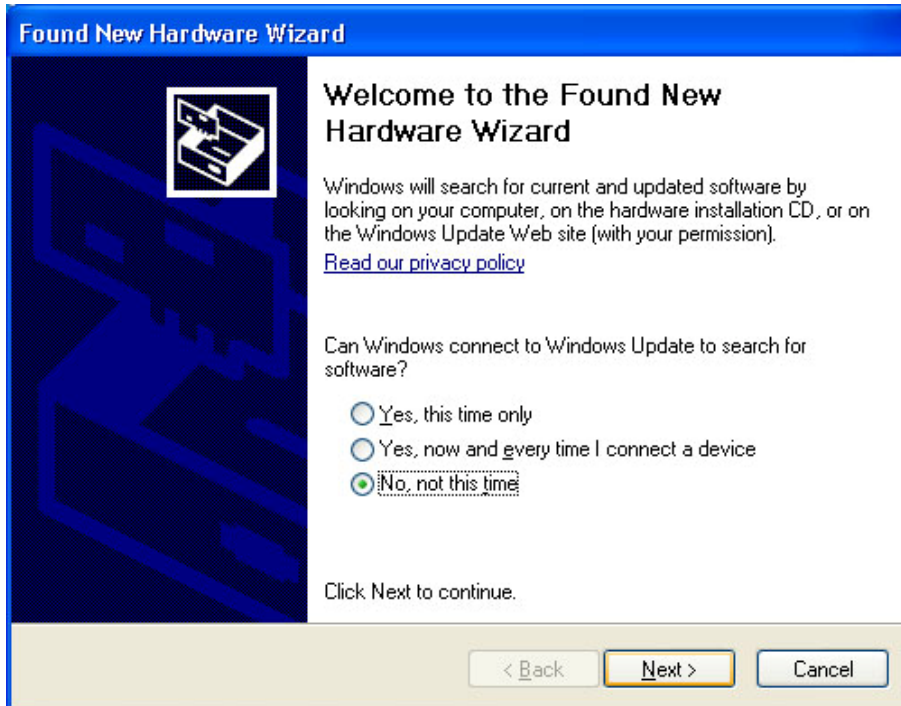 Found New Hardware Wizard
Welcome to the Found New
Hardware Wizard
Windows will search for current and updated software by
looking on your computer, on the hardware installation CD, or on
the Windows Update Web site (with your permission).
Read our privacy policy
Can Windows connect to Windows Update to search for
software?
Yes, this time only
Yes, now and every time I connect a device
No, not this time
Click Next to continue.
< Back Next > Cancel